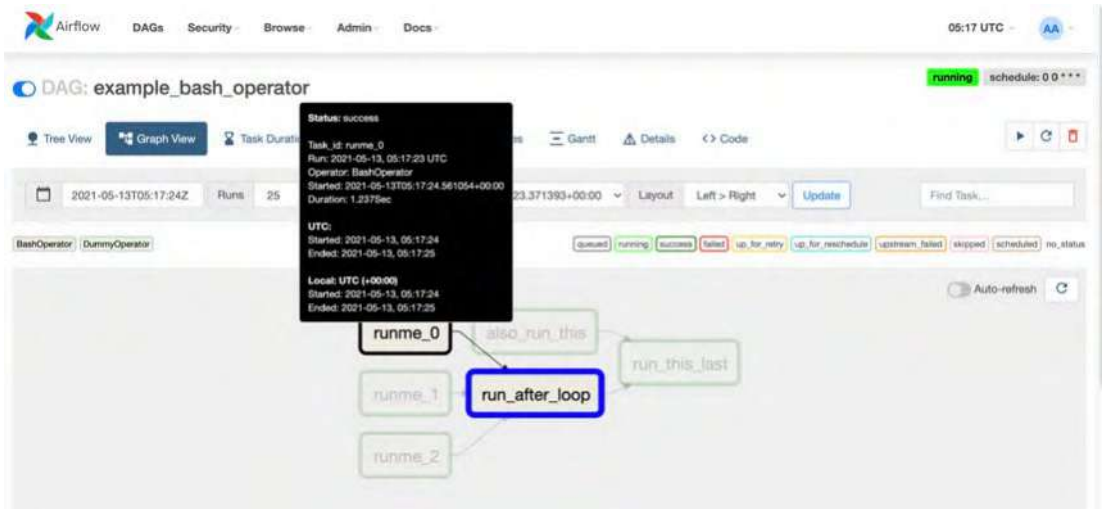 Airflow DAGs Security Browse Admin Docs 05:17 UTC AA
DAG: example_bash_operator running schedule: 0 0 * * *
Status: success
Tree View Graph View Task Durati Gantt Details <> Code
Task_id: runme_0
Run: 2021-05-13, 05:17:23 UTC
Operator: BashOperator
Started: 2021-05-13T05:17:24.561054+00:00
Duration: 1.237Sec
2021-05-13T05:17:24Z Runs 25 23.371393+00:00 Layout Left > Right Update Find Task...
UTC:
Started: 2021-05-13, 05:17:24
Ended: 2021-05-13, 05:17:25
BashOperator DummyOperator queued running success failed up_for_retry up_for_reschedule upstream_failed skipped scheduled no_status
Local: UTC (+00:00)
Started: 2021-05-13, 05:17:24
Ended: 2021-05-13, 05:17:25
Auto-refresh
runme_0 also_run_this
run_this_last
runme_1 run_after_loop
runme_2